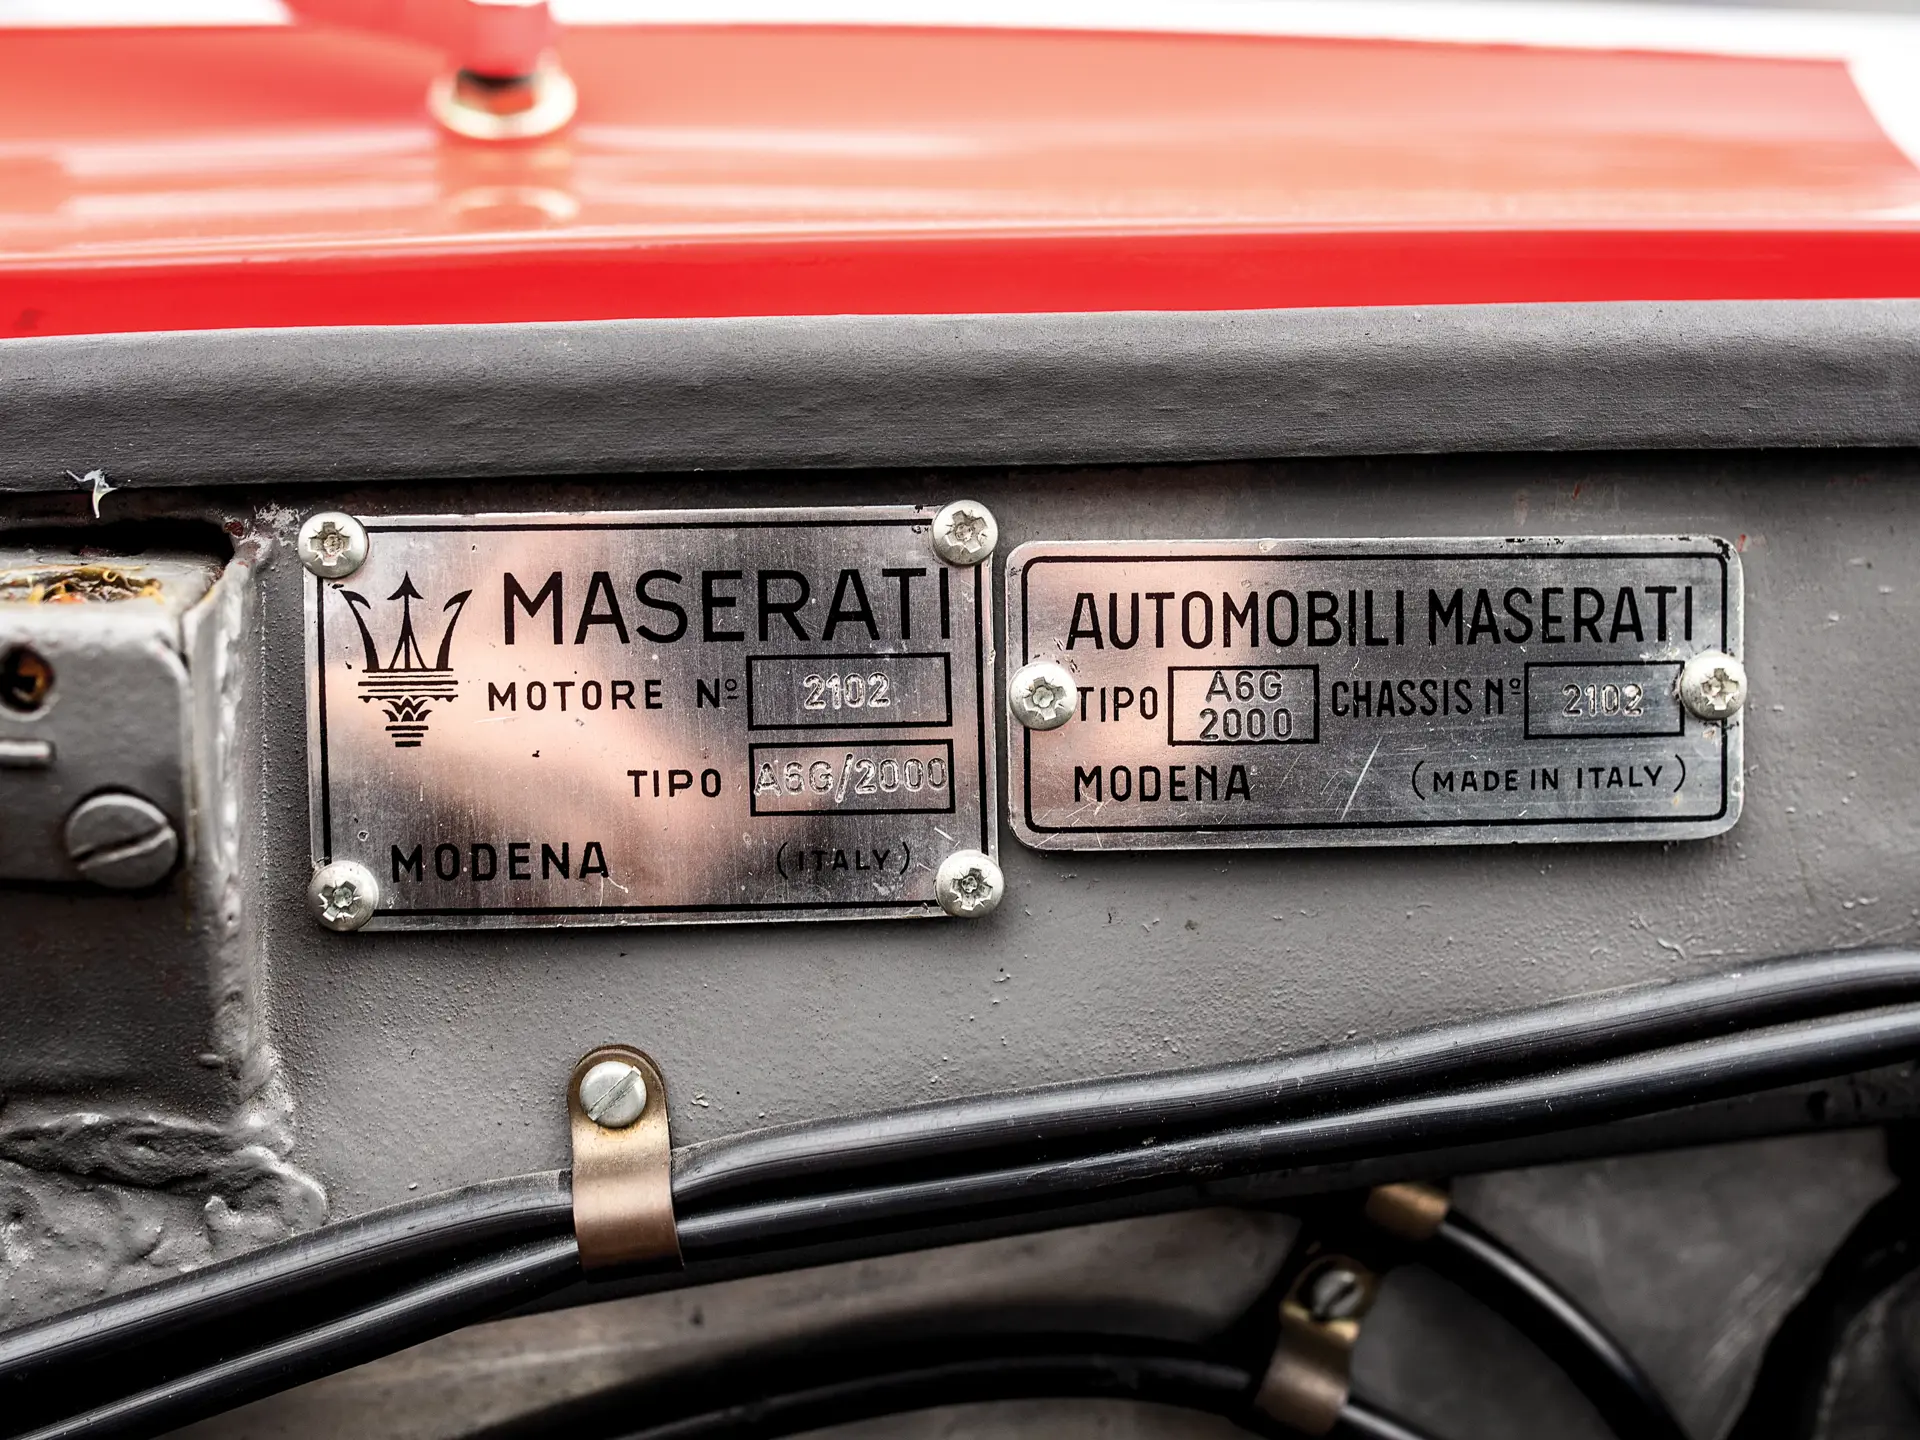 MASERATI
MOTORE Nº 2102
TIPO A6G/2000
MODENA (ITALY)
AUTOMOBILI MASERATI
TIPO A6G 2000 CHASSIS Nº 2102
MODENA (MADE IN ITALY)